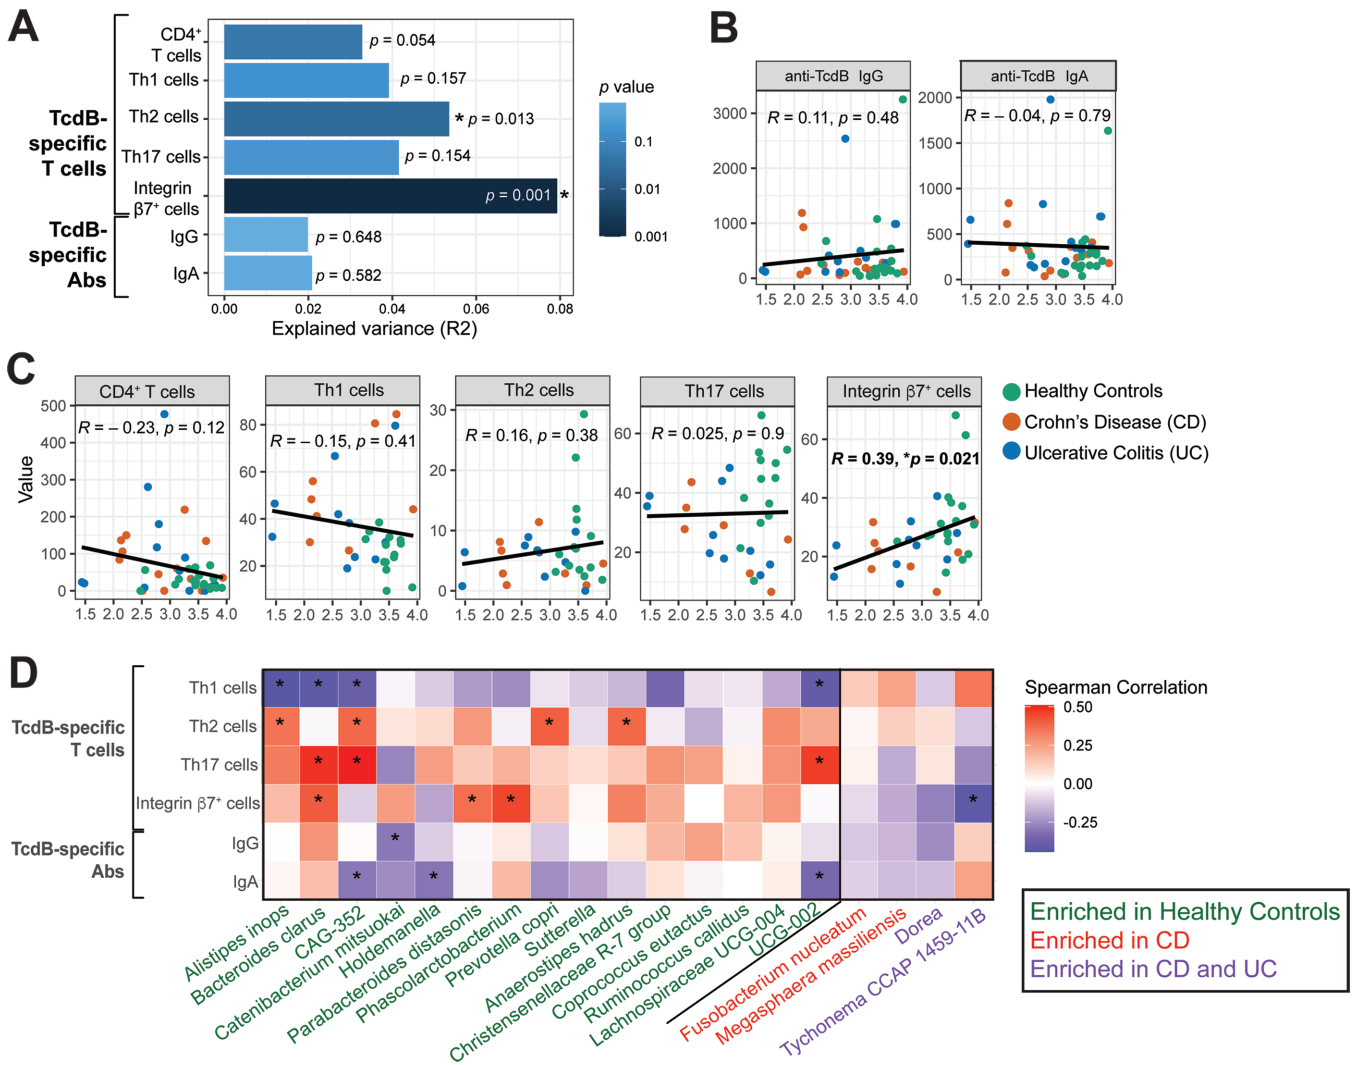 A
TcdB-
specific
T cells
TcdB-
specific
Abs
CD4⁺
T cells
Th1 cells
Th2 cells
Th17 cells
Integrin
β7⁺ cells
IgG
IgA
p = 0.054
p = 0.157
* p = 0.013
p = 0.154
p = 0.001 *
p = 0.648
p = 0.582
0.00 0.02 0.04 0.06 0.08
Explained variance (R2)
p value
0.1
0.01
0.001
B
anti-TcdB IgG
R = 0.11, p = 0.48
3000
2000
1000
0
1.5 2.0 2.5 3.0 3.5 4.0
anti-TcdB IgA
R = – 0.04, p = 0.79
2000
1500
1000
500
0
1.5 2.0 2.5 3.0 3.5 4.0
C
Value
CD4⁺ T cells
R = – 0.23, p = 0.12
500
400
300
200
100
0
1.5 2.0 2.5 3.0 3.5 4.0
Th1 cells
R = – 0.15, p = 0.41
80
60
40
20
1.5 2.0 2.5 3.0 3.5 4.0
Th2 cells
R = 0.16, p = 0.38
30
20
10
0
1.5 2.0 2.5 3.0 3.5 4.0
Th17 cells
R = 0.025, p = 0.9
60
40
20
1.5 2.0 2.5 3.0 3.5 4.0
Integrin β7⁺ cells
R = 0.39, *p = 0.021
60
40
20
1.5 2.0 2.5 3.0 3.5 4.0
Healthy Controls
Crohn's Disease (CD)
Ulcerative Colitis (UC)
D
TcdB-specific
T cells
TcdB-specific
Abs
Th1 cells * * * *
Th2 cells * * * *
Th17 cells * * *
Integrin β7⁺ cells * * * *
IgG *
IgA * * *
Alistipes inops
Bacteroides clarus
CAG-352
Catenibacterium mitsuokai
Holdemanella
Parabacteroides distasonis
Phascolarctobacterium
Prevotella copri
Sutterella
Anaerostipes hadrus
Christensenellaceae R-7 group
Coprococcus eutactus
Ruminococcus callidus
Lachnospiraceae UCG-004
UCG-002
Fusobacterium nucleatum
Megasphaera massiliensis
Dorea
Tychonema CCAP 1459-11B
Spearman Correlation
0.50
0.25
0.00
-0.25
Enriched in Healthy Controls
Enriched in CD
Enriched in CD and UC